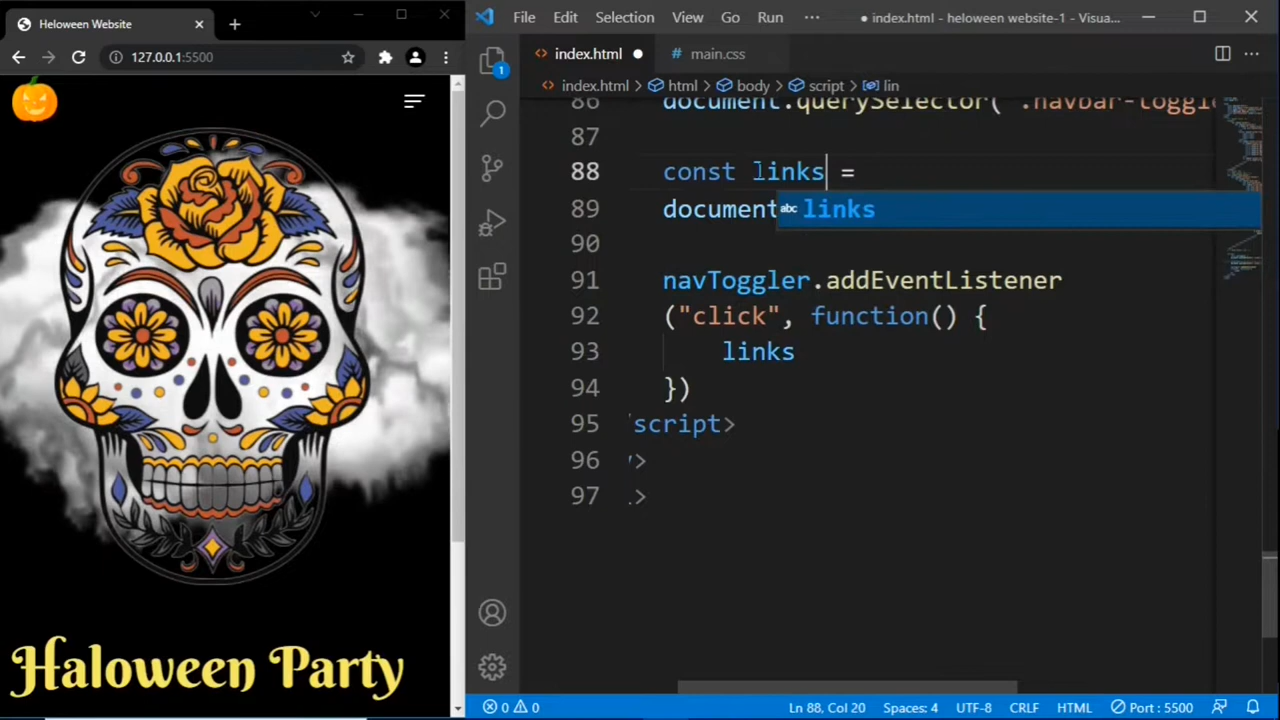 Heloween Website
127.0.0.1:5500
Haloween Party
File Edit Selection View Go Run ··· ● index.html - heloween website-1 - Visua...
index.html ● # main.css
index.html > html > body > script > lin
1
86 document.querySelector( .navbar-toggle
87
88 const links =
89 document
abc links
90
91 navToggler.addEventListener
92 ("click", function() {
93 links
94 })
95 script>
96 >
97 >
0 0 Ln 88, Col 20 Spaces: 4 UTF-8 CRLF HTML Port : 5500